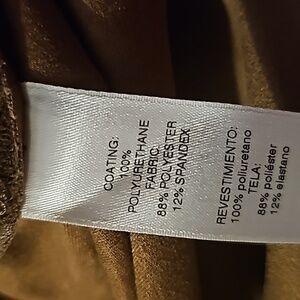 COATING:
100%
POLYURETHANE
FABRIC:
88% POLYESTER
12% SPANDEX
REVESTIMIENTO:
100% poliuretano
TELA:
88% poliéster
12% elastano